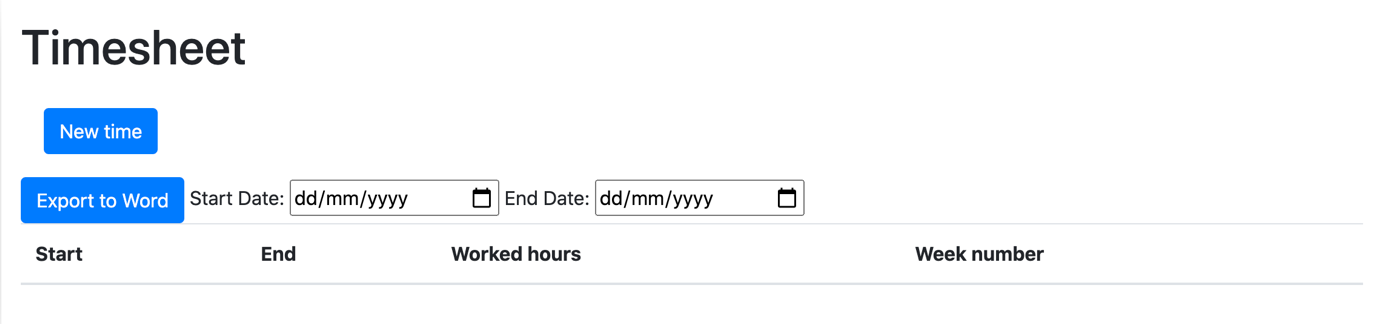 Timesheet
New time
Export to Word Start Date: dd/mm/yyyy End Date: dd/mm/yyyy
Start End Worked hours Week number